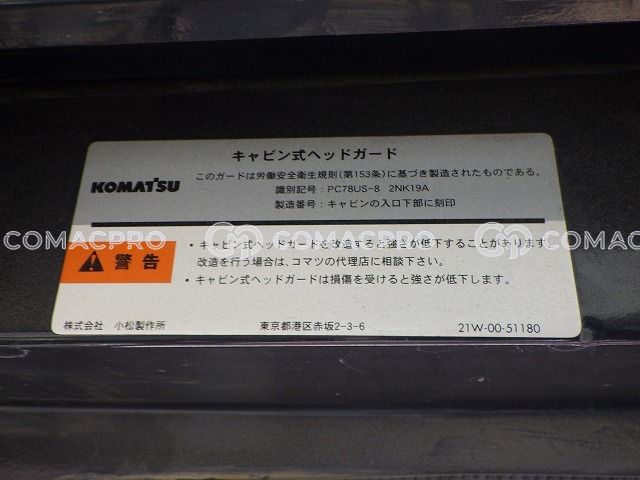 キャビン式ヘッドガード
このガードは労働安全衛生規則(第153条)に基づき製造されたものである。
KOMATSU
識別記号:PC78US-8 2NK19A
製造番号:キャビンの入口下部に刻印
COMACPRO COMACPRO COMACPRO
警告
・キャビン式ヘッドガードを改造すると強さが低下することがあります
改造を行う場合は、コマツの代理店に相談下さい。
・キャビン式ヘッドガードは損傷を受けると強さが低下します。
株式会社 小松製作所 東京都港区赤坂2-3-6 21W-00-51180